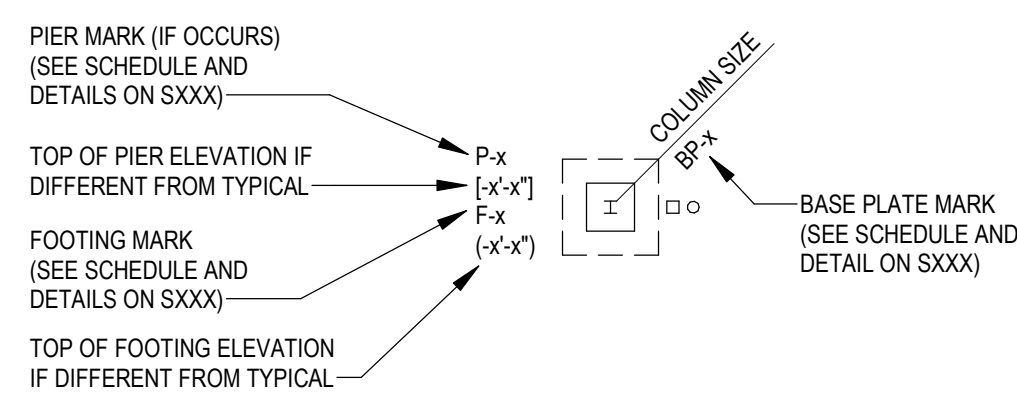 PIER MARK (IF OCCURS)
(SEE SCHEDULE AND
DETAILS ON SXXX)
TOP OF PIER ELEVATION IF
DIFFERENT FROM TYPICAL
FOOTING MARK
(SEE SCHEDULE AND
DETAILS ON SXXX)
TOP OF FOOTING ELEVATION
IF DIFFERENT FROM TYPICAL
P-x
[-x'-x"]
F-x
(-x'-x")
COLUMN SIZE
BP-x
BASE PLATE MARK
(SEE SCHEDULE AND
DETAIL ON SXXX)